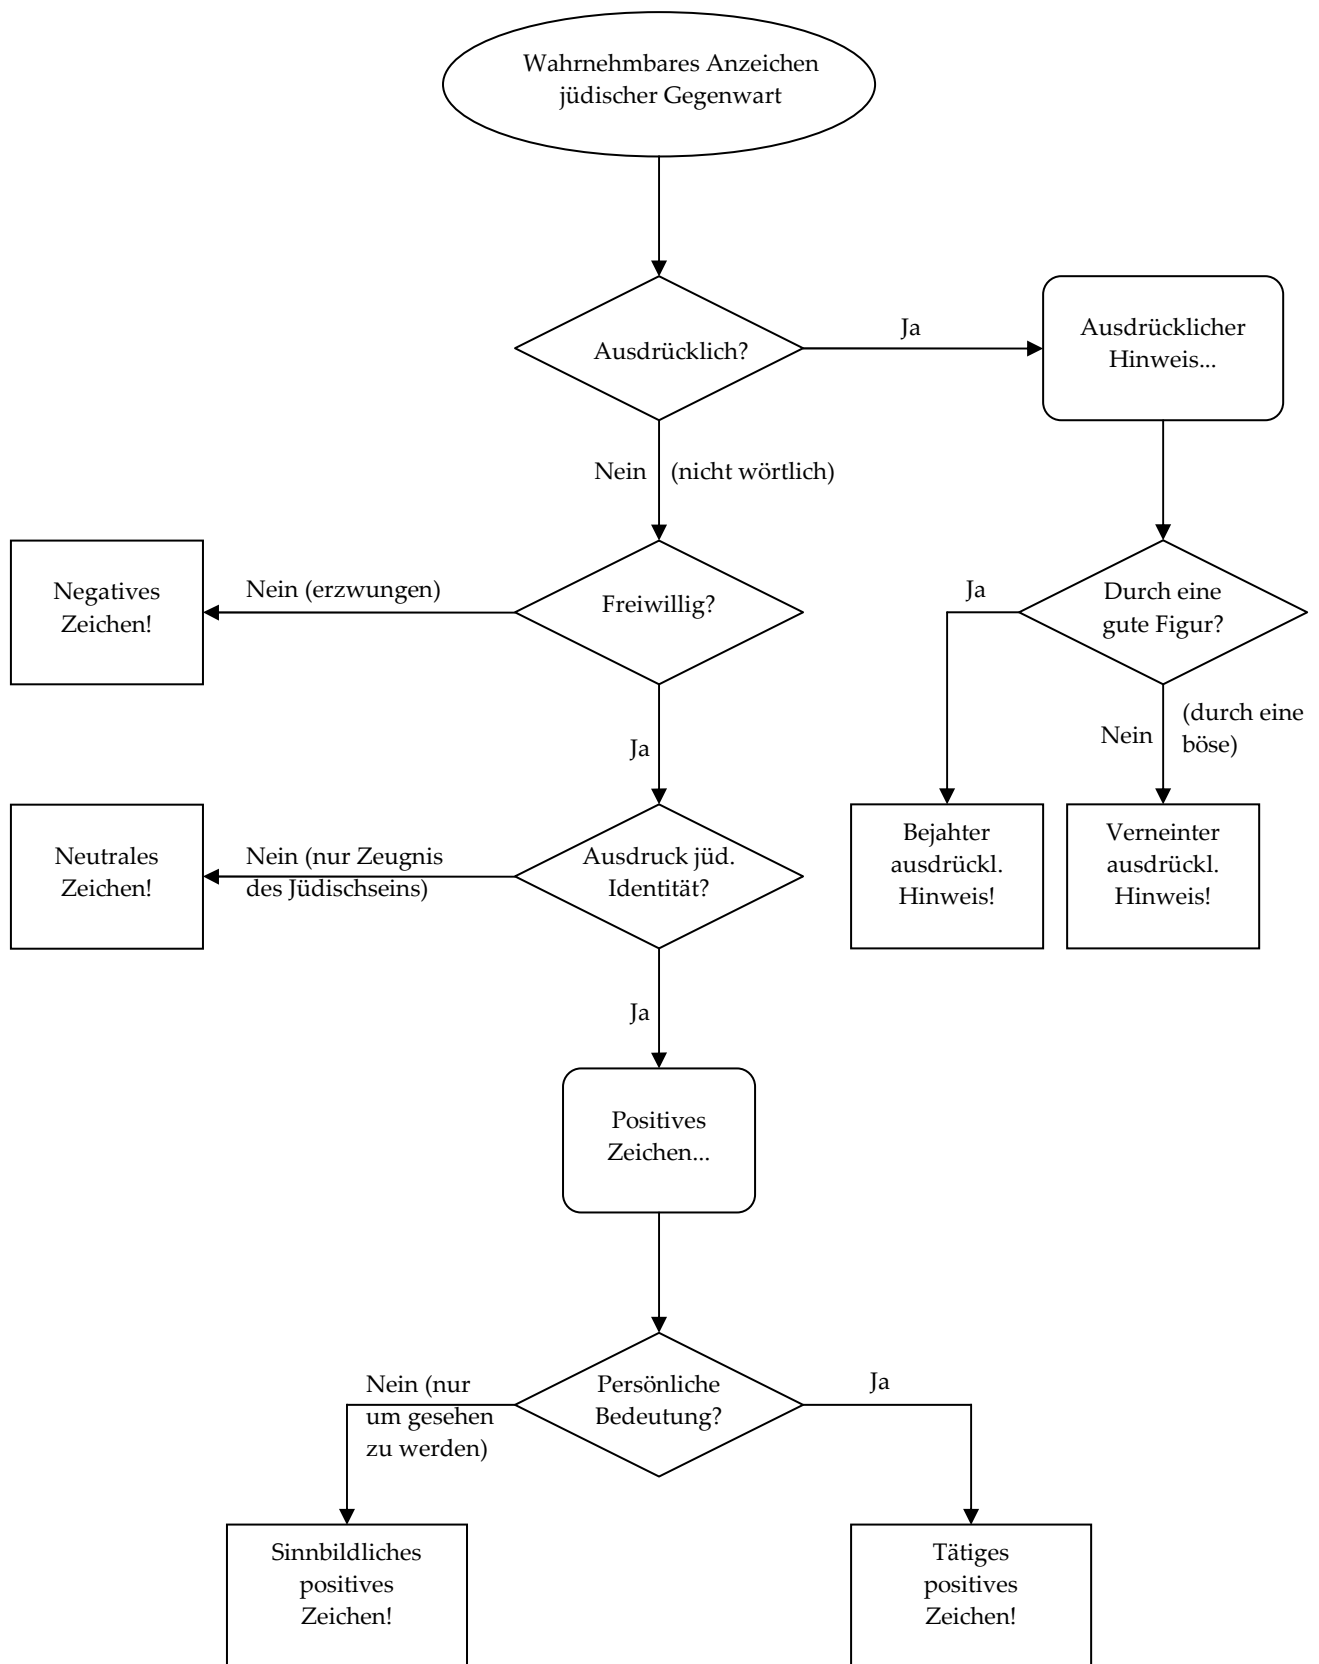 Wahrnehmbares Anzeichen
jüdischer Gegenwart
Ausdrücklich?
Ja
Ausdrücklicher
Hinweis...
Nein
(nicht wörtlich)
Negatives
Zeichen!
Nein (erzwungen)
Freiwillig?
Ja
Durch eine
gute Figur?
Nein
(durch eine
böse)
Ja
Neutrales
Zeichen!
Nein (nur Zeugnis
des Jüdischseins)
Ausdruck jüd.
Identität?
Bejahter
ausdrückl.
Hinweis!
Verneinter
ausdrückl.
Hinweis!
Ja
Positives
Zeichen...
Nein (nur
um gesehen
zu werden)
Persönliche
Bedeutung?
Ja
Sinnbildliches
positives
Zeichen!
Tätiges
positives
Zeichen!